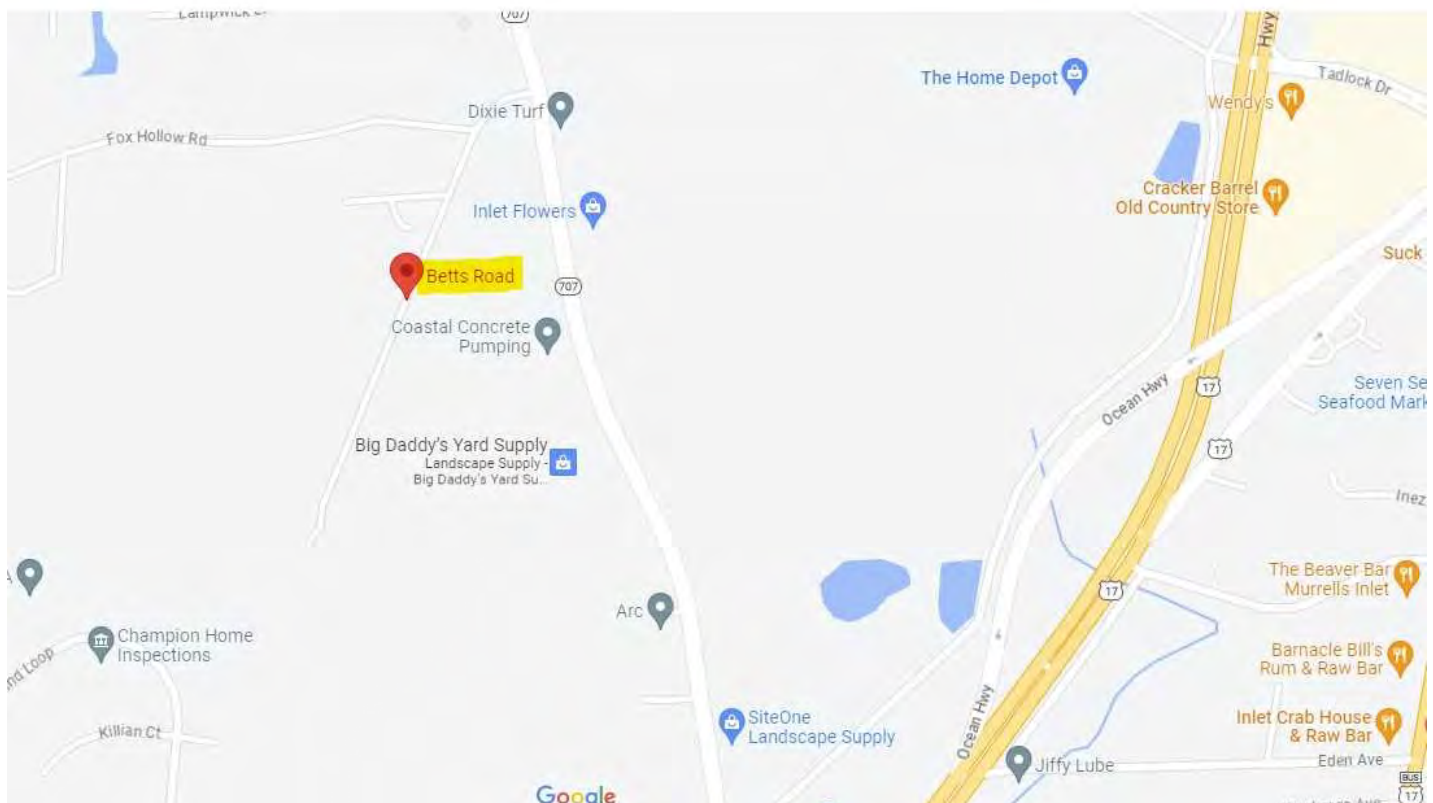 707
Hwy
The Home Depot
Tadlock Dr
Wendy's
Dixie Turf
Fox Hollow Rd
Cracker Barrel
Old Country Store
Inlet Flowers
Suck
Betts Road
707
Coastal Concrete
Pumping
Ocean Hwy
17
Seven Se
Seafood Mark
Big Daddy's Yard Supply
Landscape Supply -
Big Daddy's Yard Su...
17
Inez
The Beaver Bar
Murrells Inlet
17
Arc
Champion Home
Inspections
nd Loop
Barnacle Bill's
Rum & Raw Bar
Killian Ct
SiteOne
Landscape Supply
Ocean Hwy
Inlet Crab House
& Raw Bar
Eden Ave
Jiffy Lube
BUS
17
Google